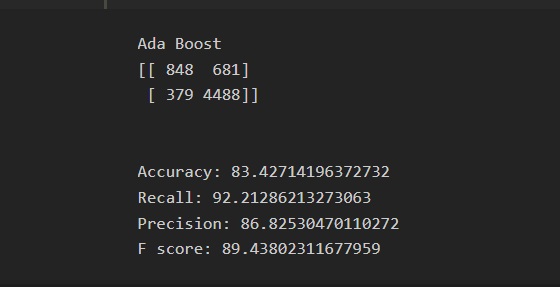 Ada Boost
[[ 848  681]
 [ 379 4488]]
Accuracy: 83.42714196372732
Recall: 92.21286213273063
Precision: 86.82530470110272
F score: 89.43802311677959